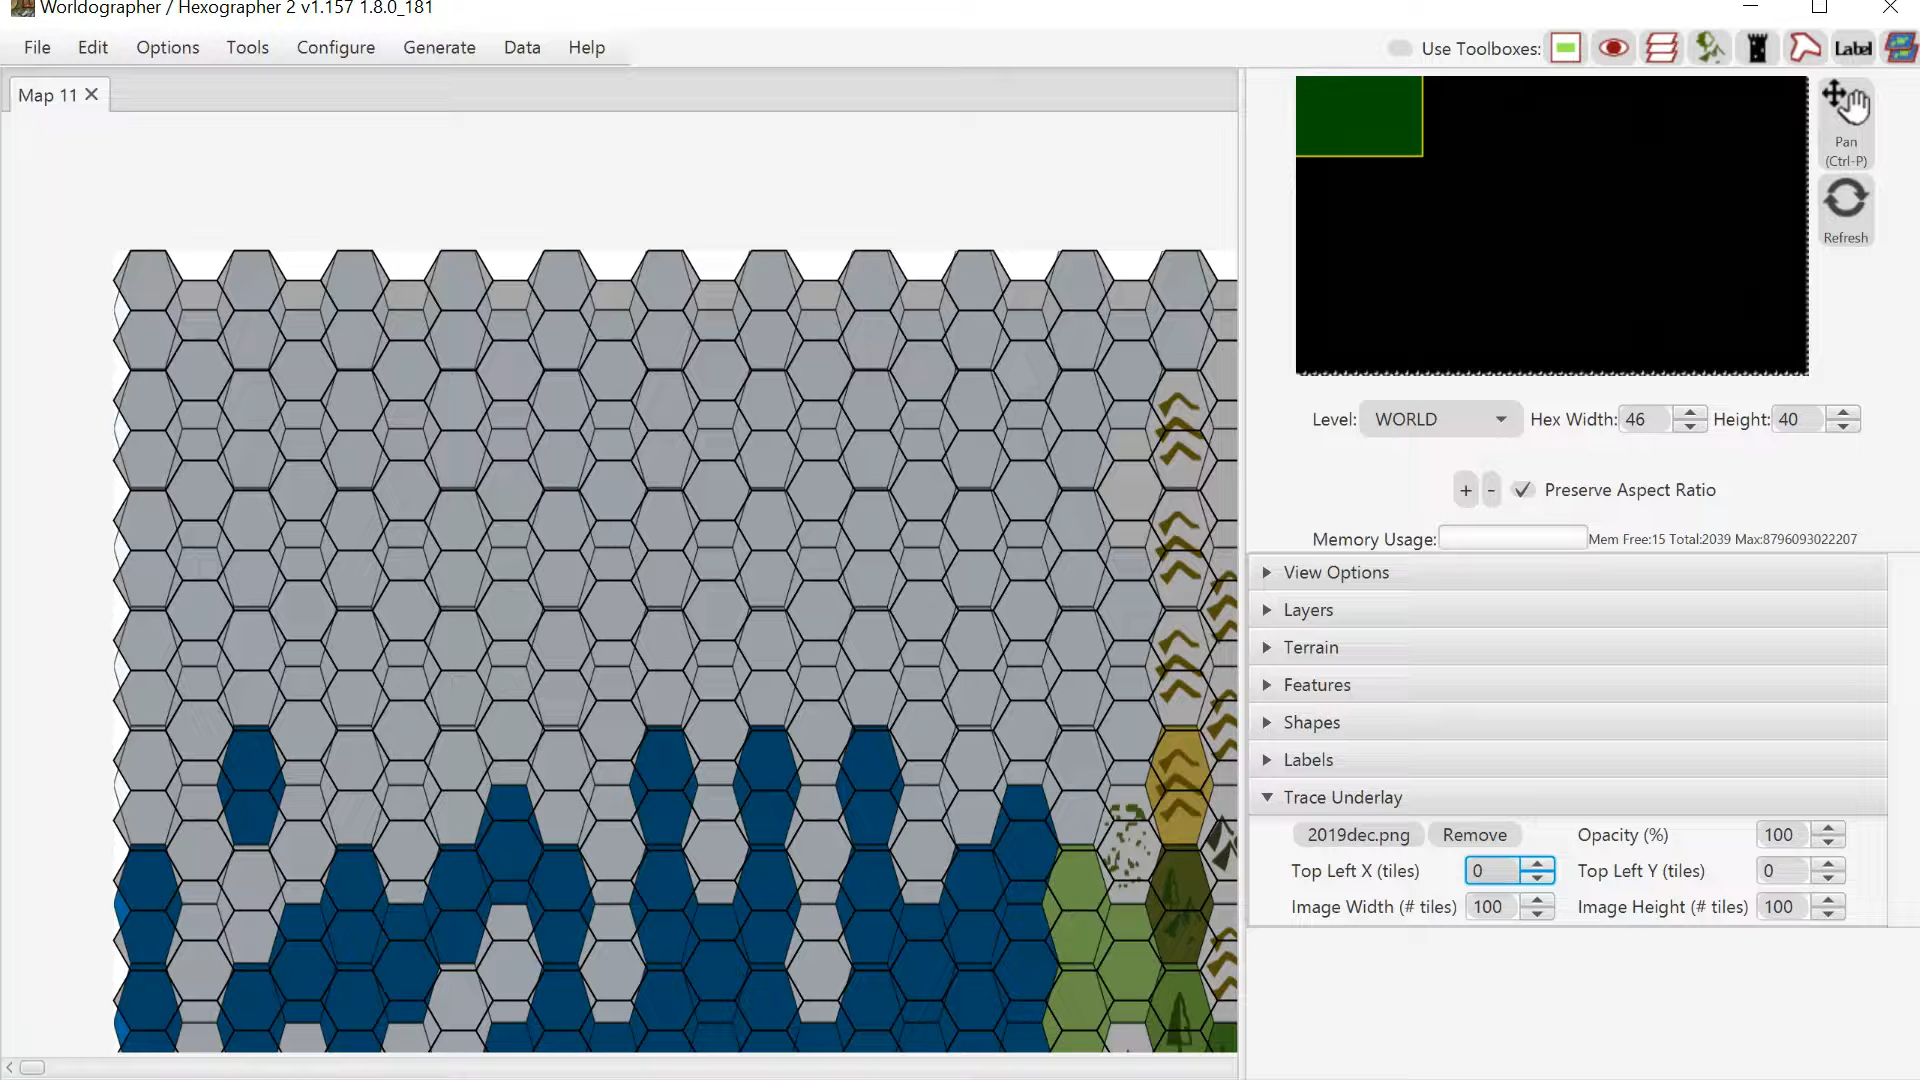 Worldographer / Hexographer 2 v1.157 1.8.0_181
File Edit Options Tools Configure Generate Data Help
Use Toolboxes: Label
Map 11
Pan
(Ctrl-P)
Refresh
Level: WORLD Hex Width: 46 Height: 40
+ - Preserve Aspect Ratio
Memory Usage: Mem Free:15 Total:2039 Max:8796093022207
View Options
Layers
Terrain
Features
Shapes
Labels
Trace Underlay
2019dec.png Remove Opacity (%) 100
Top Left X (tiles) 0 Top Left Y (tiles) 0
Image Width (# tiles) 100 Image Height (# tiles) 100